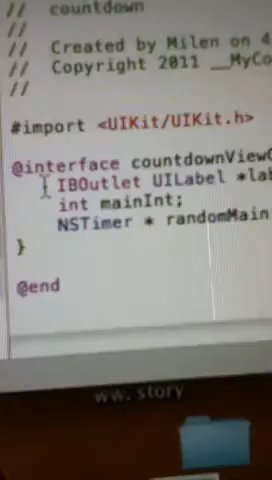 // countdown
//
// Created by Milen on 4
// Copyright 2011 __MyCo
//
#import <UIKit/UIKit.h>
@interface countdownViewC
IBOutlet UILabel *lab
int mainInt;
NSTimer * randomMain
}
@end
ww. story